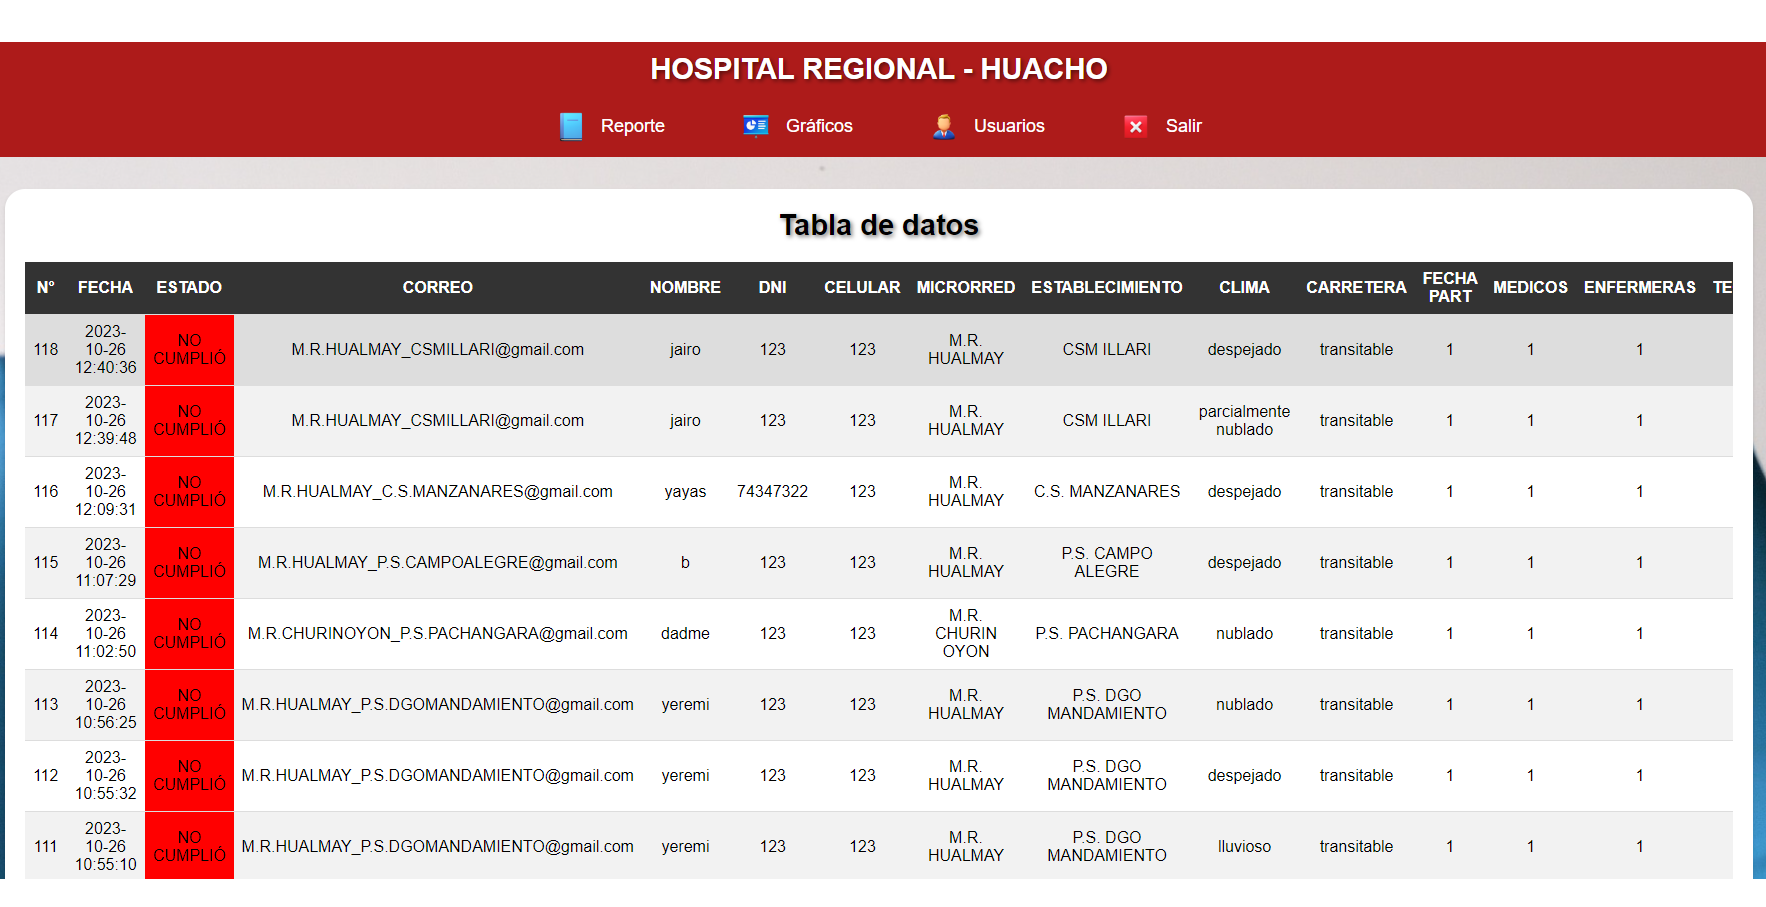 HOSPITAL REGIONAL - HUACHO
Reporte Gráficos Usuarios Salir
Tabla de datos
N° FECHA ESTADO CORREO NOMBRE DNI CELULAR MICRORRED ESTABLECIMIENTO CLIMA CARRETERA FECHA PART MEDICOS ENFERMERAS TE
118 2023-10-26 12:40:36 NO CUMPLIÓ M.R.HUALMAY_CSMILLARI@gmail.com jairo 123 123 M.R. HUALMAY CSM ILLARI despejado transitable 1 1 1
117 2023-10-26 12:39:48 NO CUMPLIÓ M.R.HUALMAY_CSMILLARI@gmail.com jairo 123 123 M.R. HUALMAY CSM ILLARI parcialmente nublado transitable 1 1 1
116 2023-10-26 12:09:31 NO CUMPLIÓ M.R.HUALMAY_C.S.MANZANARES@gmail.com yayas 74347322 123 M.R. HUALMAY C.S. MANZANARES despejado transitable 1 1 1
115 2023-10-26 11:07:29 NO CUMPLIÓ M.R.HUALMAY_P.S.CAMPOALEGRE@gmail.com b 123 123 M.R. HUALMAY P.S. CAMPO ALEGRE despejado transitable 1 1 1
114 2023-10-26 11:02:50 NO CUMPLIÓ M.R.CHURINOYON_P.S.PACHANGARA@gmail.com dadme 123 123 M.R. CHURIN OYON P.S. PACHANGARA nublado transitable 1 1 1
113 2023-10-26 10:56:25 NO CUMPLIÓ M.R.HUALMAY_P.S.DGOMANDAMIENTO@gmail.com yeremi 123 123 M.R. HUALMAY P.S. DGO MANDAMIENTO nublado transitable 1 1 1
112 2023-10-26 10:55:32 NO CUMPLIÓ M.R.HUALMAY_P.S.DGOMANDAMIENTO@gmail.com yeremi 123 123 M.R. HUALMAY P.S. DGO MANDAMIENTO despejado transitable 1 1 1
111 2023-10-26 10:55:10 NO CUMPLIÓ M.R.HUALMAY_P.S.DGOMANDAMIENTO@gmail.com yeremi 123 123 M.R. HUALMAY P.S. DGO MANDAMIENTO lluvioso transitable 1 1 1